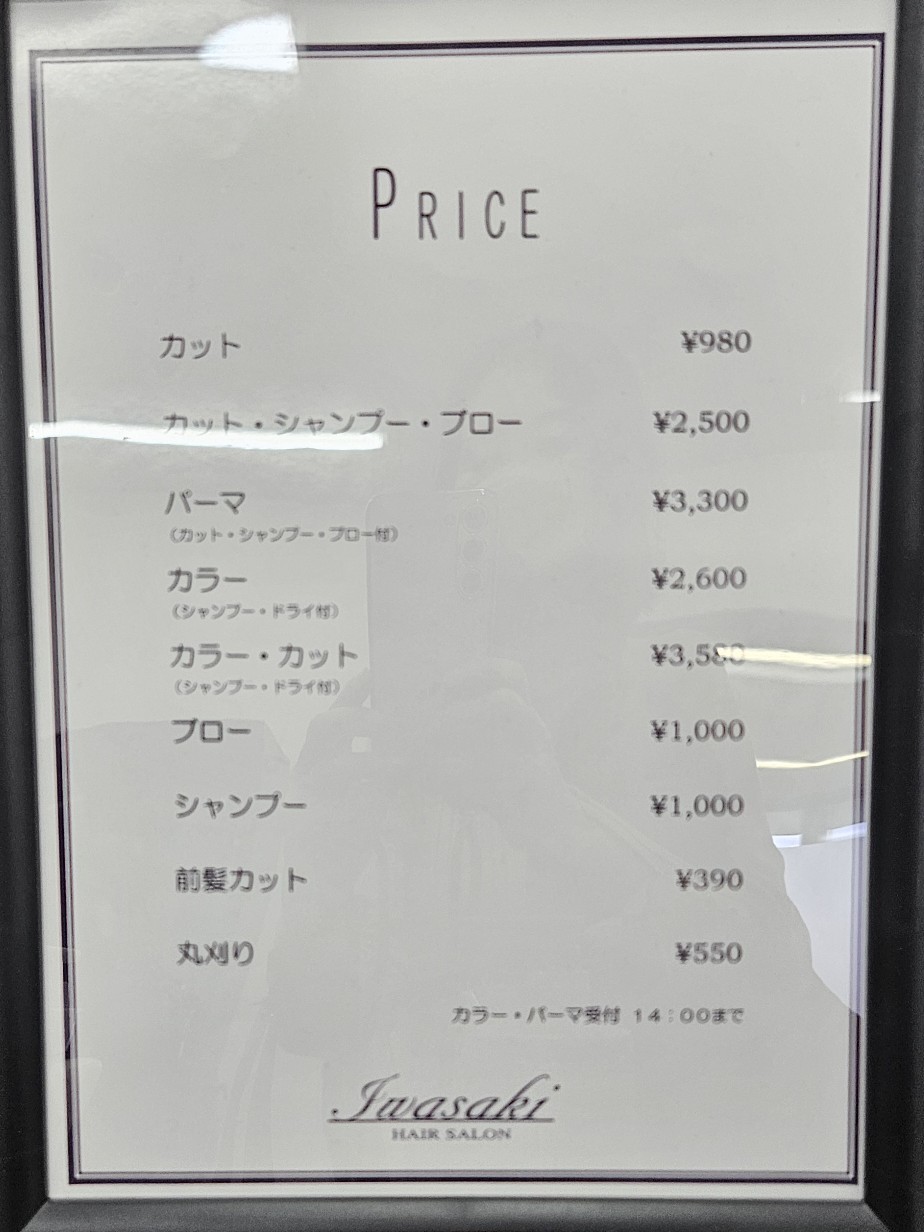 PRICE
カット ¥980
カット・シャンプー・ブロー ¥2,500
パーマ ¥3,300
（カット・シャンプー・ブロー付）
カラー ¥2,600
（シャンプー・ドライ付）
カラー・カット ¥3,580
（シャンプー・ドライ付）
ブロー ¥1,000
シャンプー ¥1,000
前髪カット ¥390
丸刈り ¥550
カラー・パーマ受付 14:00まで
Iwasaki
HAIR SALON